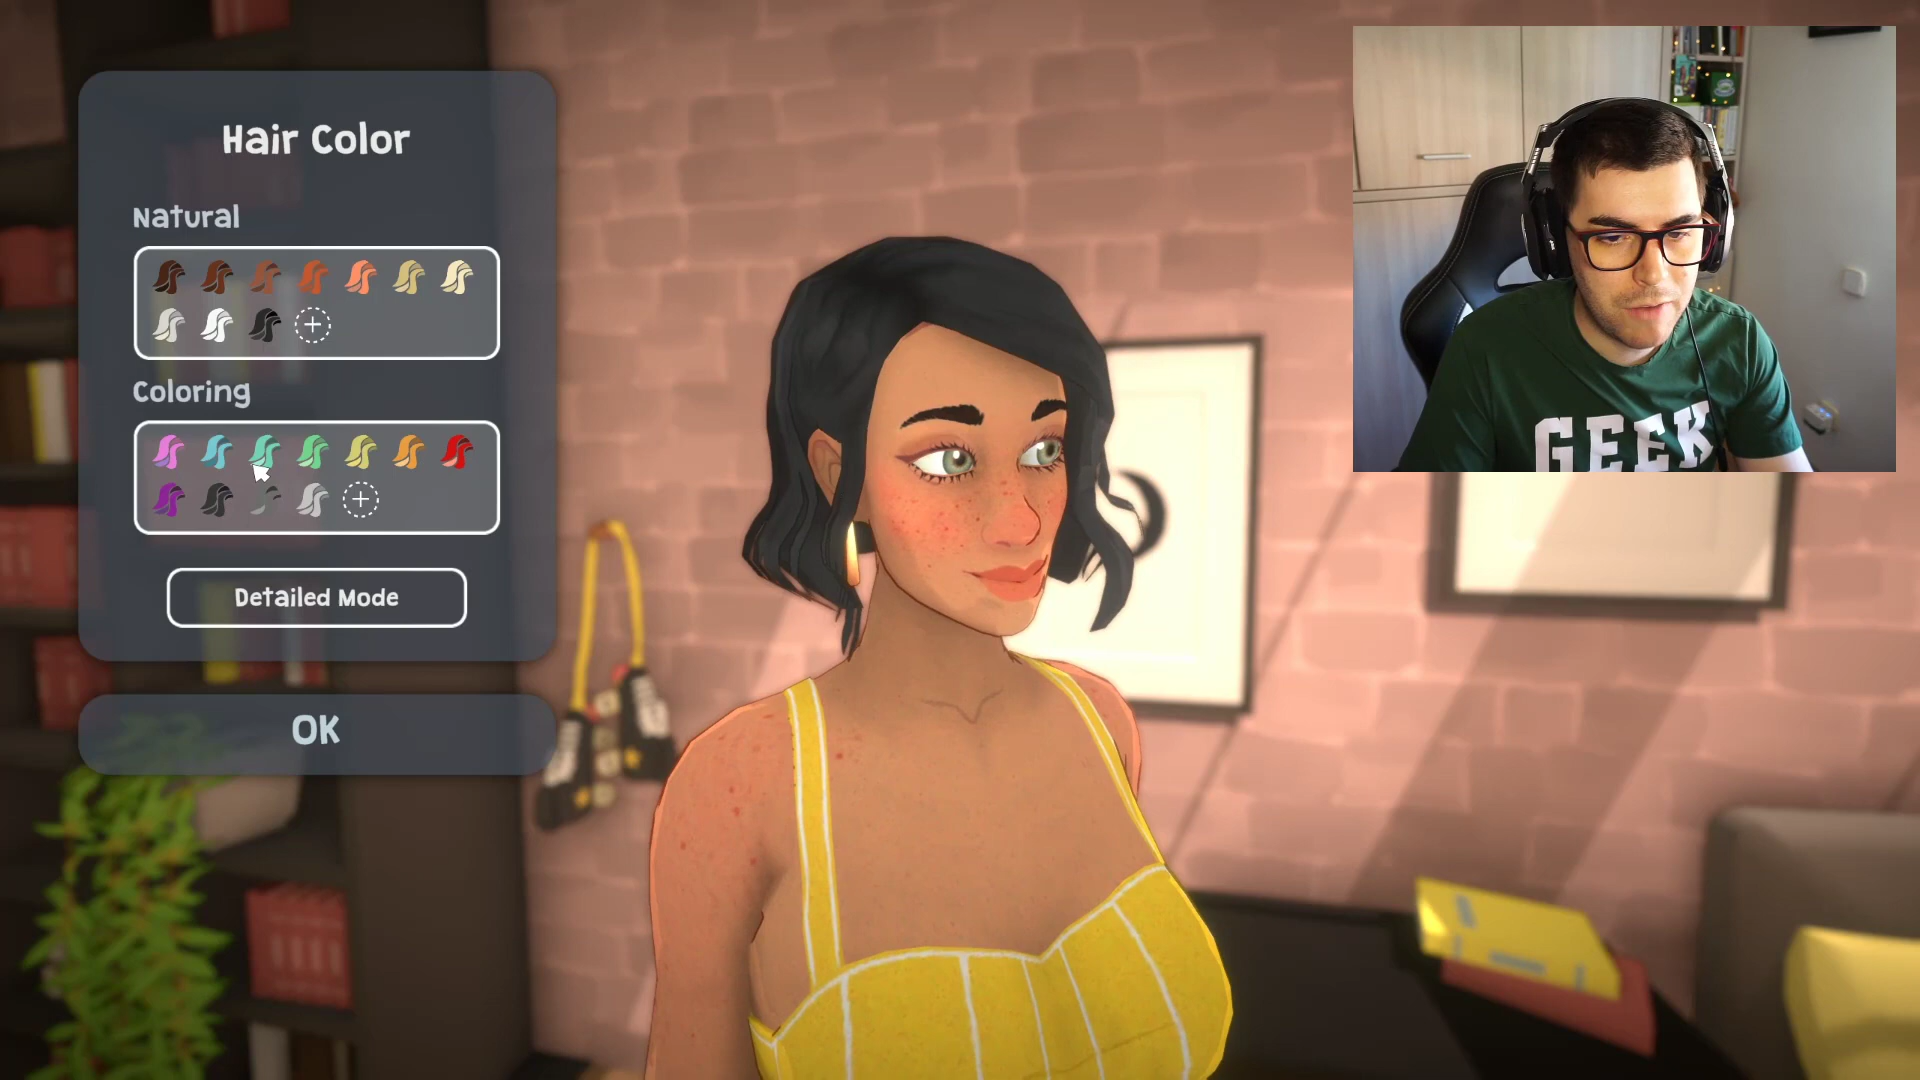 Hair Color
Natural
Coloring
Detailed Mode
OK
GEEK